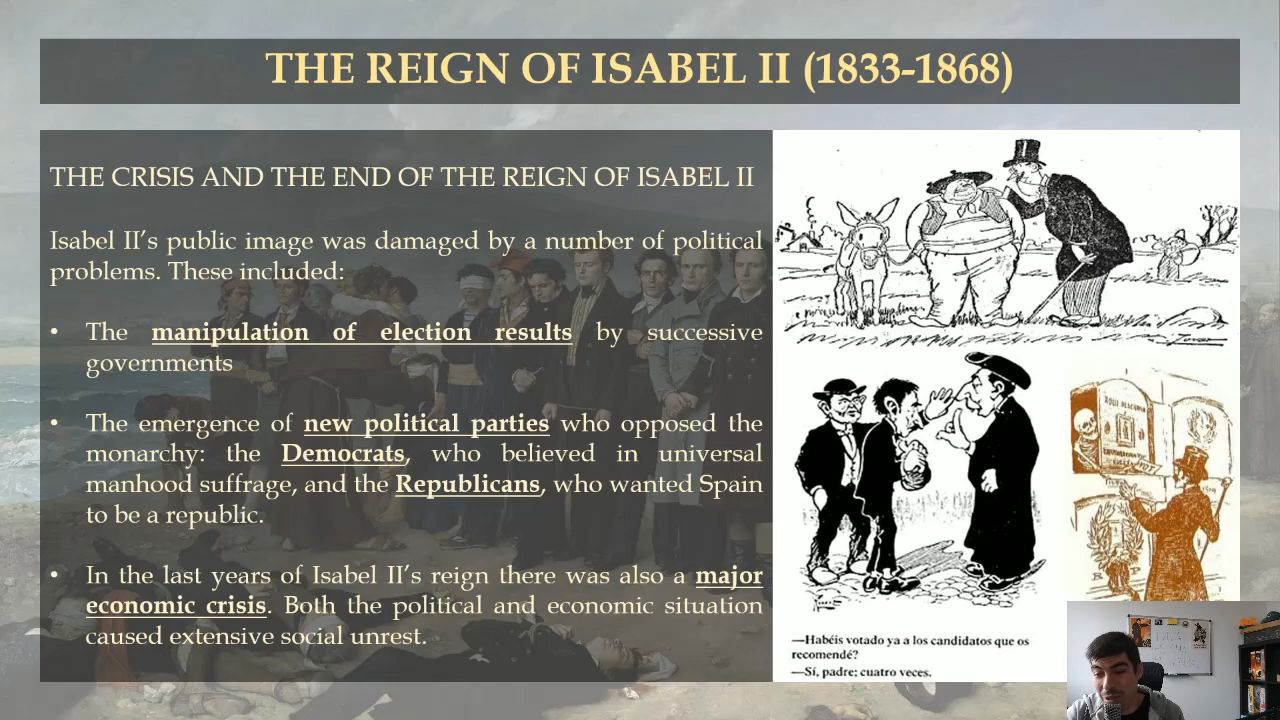 THE REIGN OF ISABEL II (1833-1868)
THE CRISIS AND THE END OF THE REIGN OF ISABEL II
Isabel II’s public image was damaged by a number of political
problems. These included:
• The manipulation of election results by successive
governments
• The emergence of new political parties who opposed the
monarchy: the Democrats, who believed in universal
manhood suffrage, and the Republicans, who wanted Spain
to be a republic.
• In the last years of Isabel II’s reign there was also a major
economic crisis. Both the political and economic situation
caused extensive social unrest.
—Habéis votado ya a los candidatos que os
recomendé?
—Sí, padre; cuatro veces.